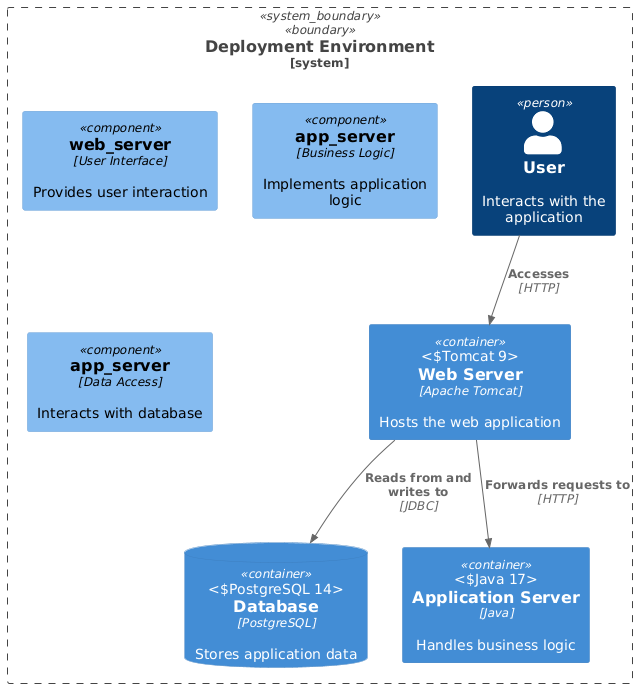 «system_boundary»
«boundary»
Deployment Environment
[system]
«component»
web_server
[User Interface]
Provides user interaction
«component»
app_server
[Business Logic]
Implements application
logic
«person»
User
Interacts with the
application
Accesses
[HTTP]
«component»
app_server
[Data Access]
Interacts with database
«container»
<$Tomcat 9>
Web Server
[Apache Tomcat]
Hosts the web application
Reads from and
writes to
[JDBC]
Forwards requests to
[HTTP]
«container»
<$PostgreSQL 14>
Database
[PostgreSQL]
Stores application data
«container»
<$Java 17>
Application Server
[Java]
Handles business logic